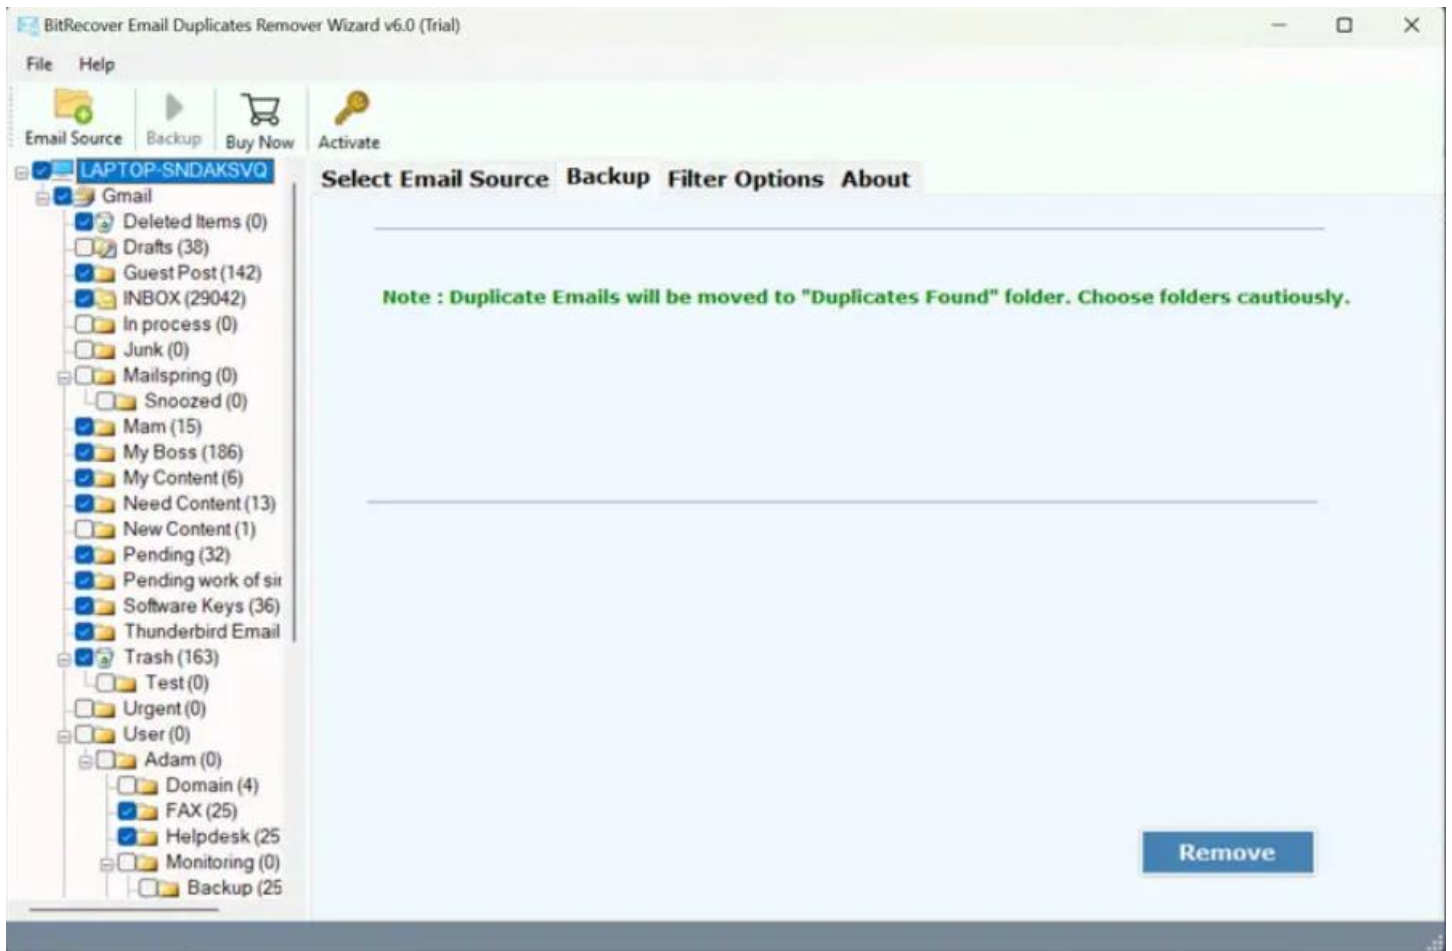 BitRecover Email Duplicates Remover Wizard v6.0 (Trial)
File Help
Email Source Backup Buy Now Activate
LAPTOP-SNDAKSVQ
Gmail
Deleted Items (0)
Drafts (38)
Guest Post (142)
INBOX (29042)
In process (0)
Junk (0)
Mailspring (0)
Snoozed (0)
Mam (15)
My Boss (186)
My Content (6)
Need Content (13)
New Content (1)
Pending (32)
Pending work of sir
Software Keys (36)
Thunderbird Email
Trash (163)
Test (0)
Urgent (0)
User (0)
Adam (0)
Domain (4)
FAX (25)
Helpdesk (25
Monitoring (0)
Backup (25
Select Email Source Backup Filter Options About
Note : Duplicate Emails will be moved to "Duplicates Found" folder. Choose folders cautiously.
Remove